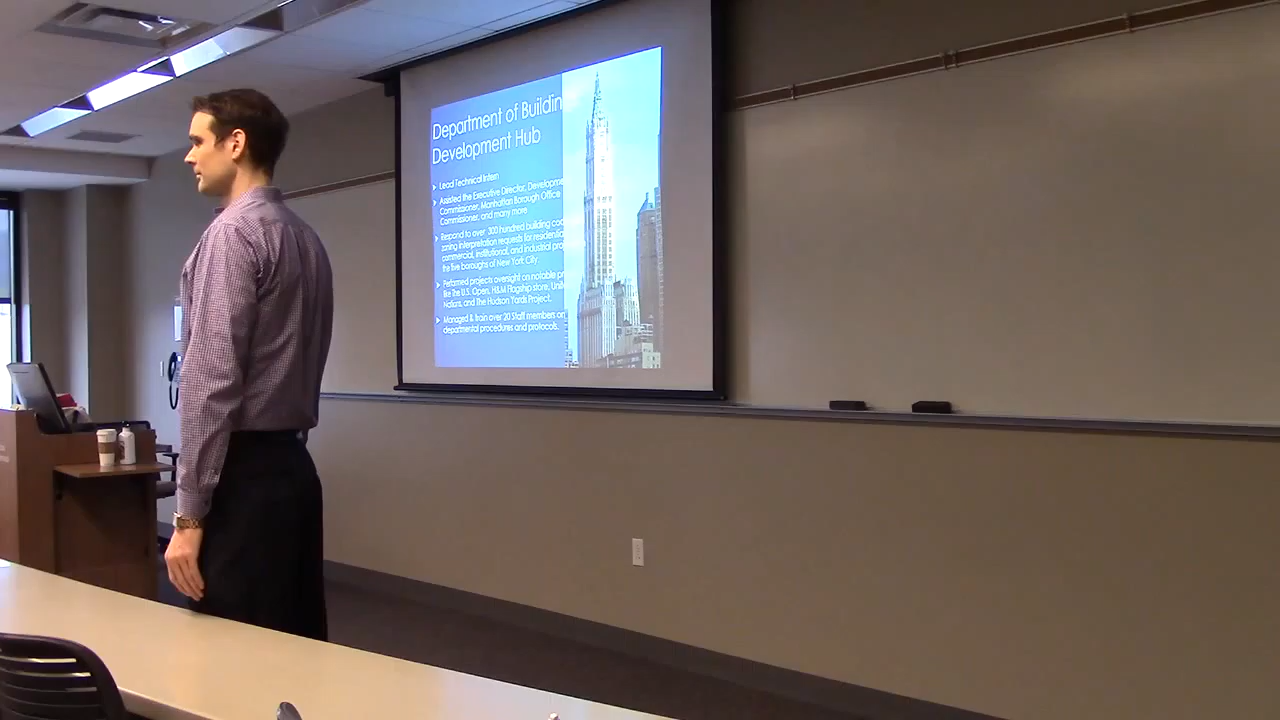 Department of Buildin
Development Hub
Lead Technical Intern
Assisted the Executive Director, Developme
Commissioner, Manhattan Borough Office
Commissioner, and many more
Respond to over 300 hundred building cod
zoning interpretation requests for residentia
commercial, institutional, and industrial pro
the five boroughs of New York City.
Performed projects oversight on notable pr
like The U.S. Open, H&M Flagship store, Unit
Nations, and The Hudson Yards Project.
Managed & train over 20 Staff members on
departmental procedures and protocols.